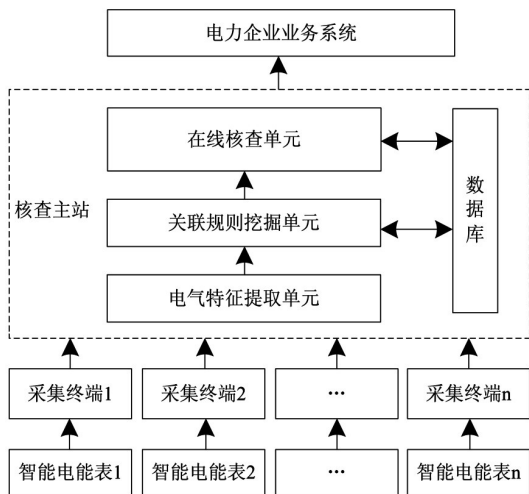 电力企业业务系统
在线核查单元
核查主站
关联规则挖掘单元
数据库
电气特征提取单元
采集终端1
采集终端2
…
采集终端n
智能电能表1
智能电能表2
…
智能电能表n